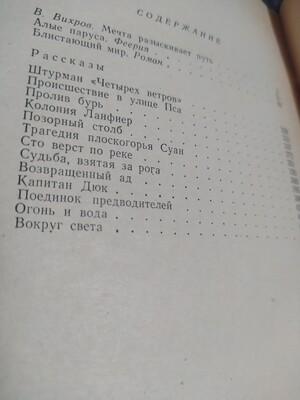 СОДЕРЖАНИЕ
В. Вихров. Мечта разыскивает путь
Алые паруса. Феерия
Блистающий мир. Роман
Рассказы
Штурман «Четырех ветров»
Происшествие в улице Пса
Пролив бурь
Колония Ланфиер
Позорный столб
Трагедия плоскогорья Суан
Сто верст по реке
Судьба, взятая за рога
Возвращенный ад
Капитан Дюк
Поединок предводителей
Огонь и вода
Вокруг света